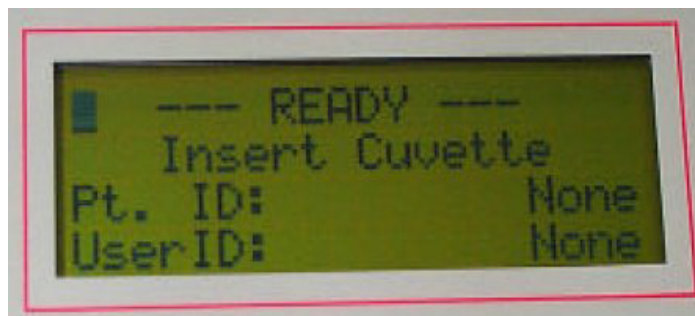 --- READY ---
Insert Cuvette
Pt. ID: None
UserID: None